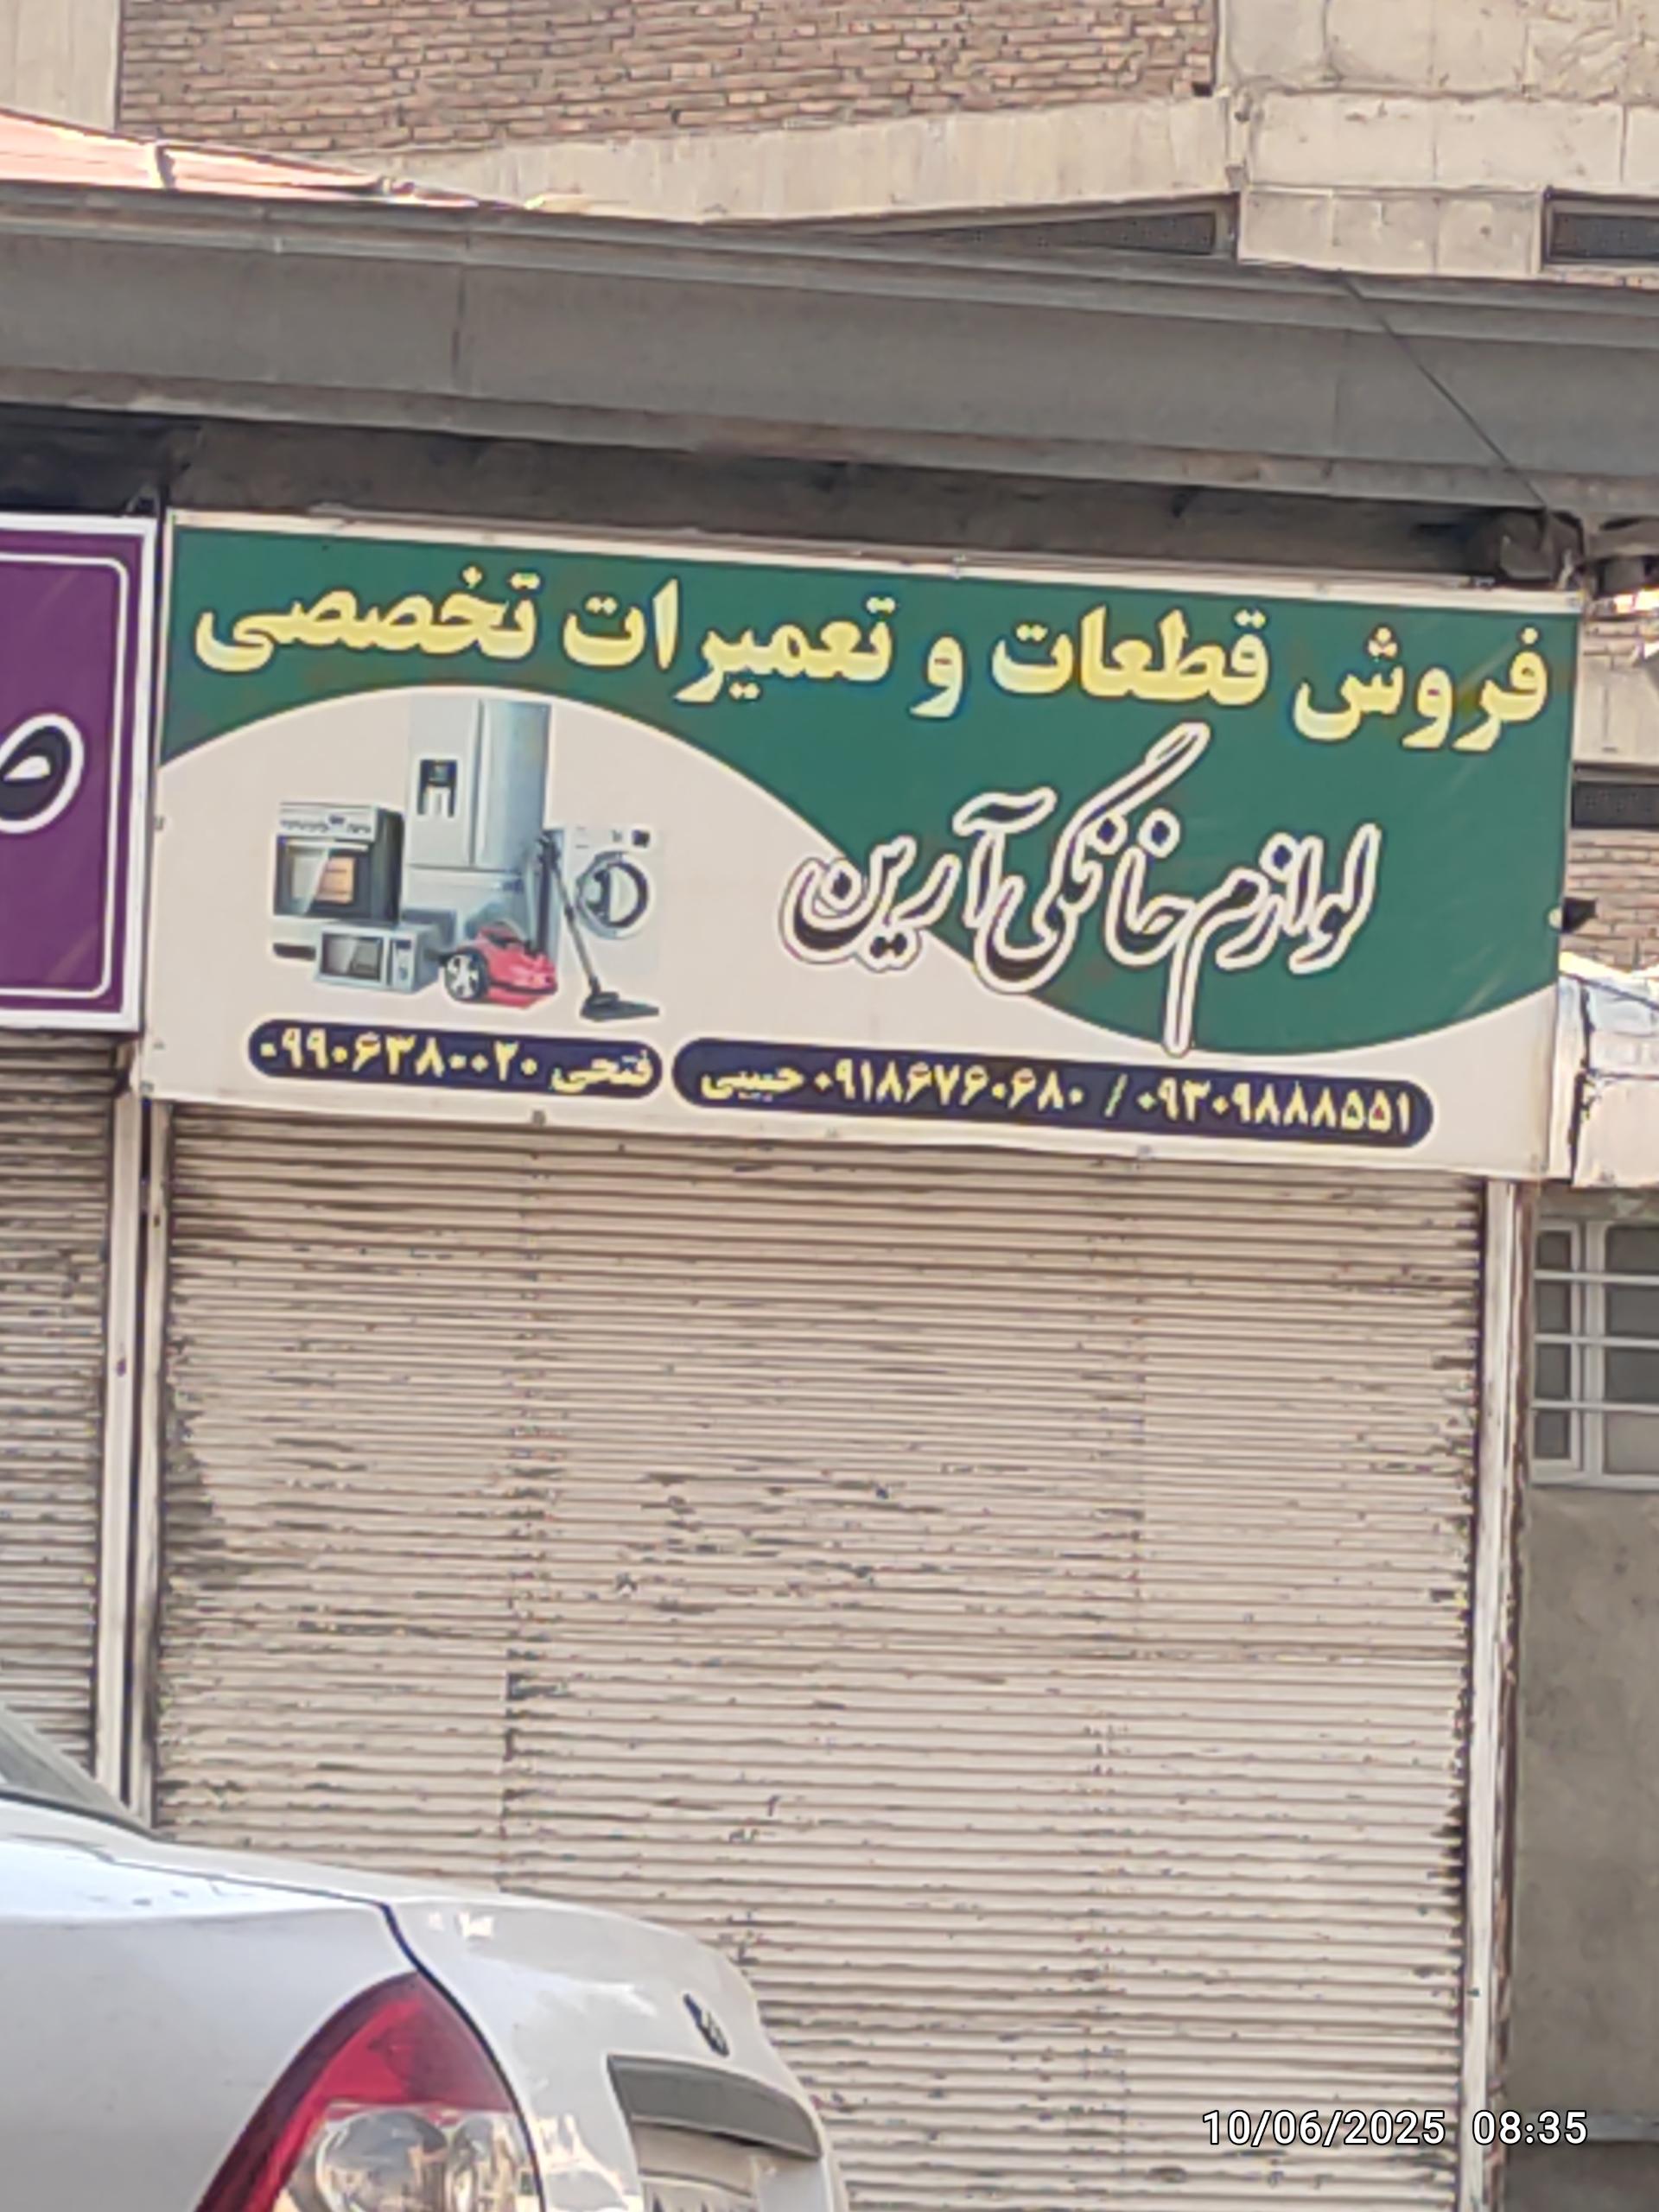 فروش قطعات و تعمیرات تخصصی
لوازم خانگی آرین
۰۹۳۰۹۸۸۸۵۵۱ / ۰۹۱۸۶۷۶۰۶۸۰ حبیبی
فتحی ۰۹۹۰۶۳۸۰۰۲۰
10/06/2025 08:35